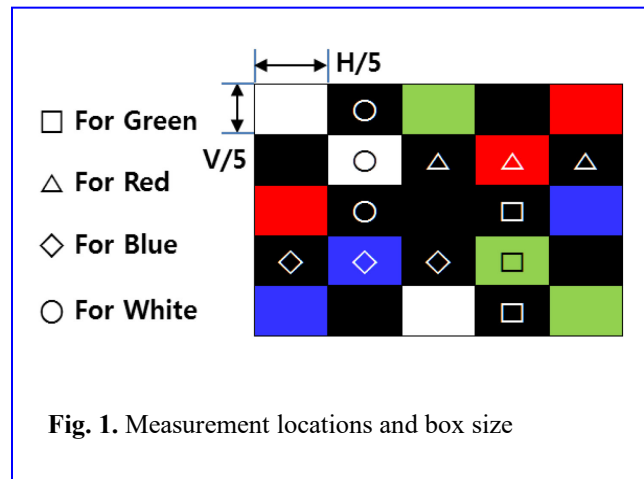 H/5
V/5
For Green
For Red
For Blue
For White
Fig. 1. Measurement locations and box size